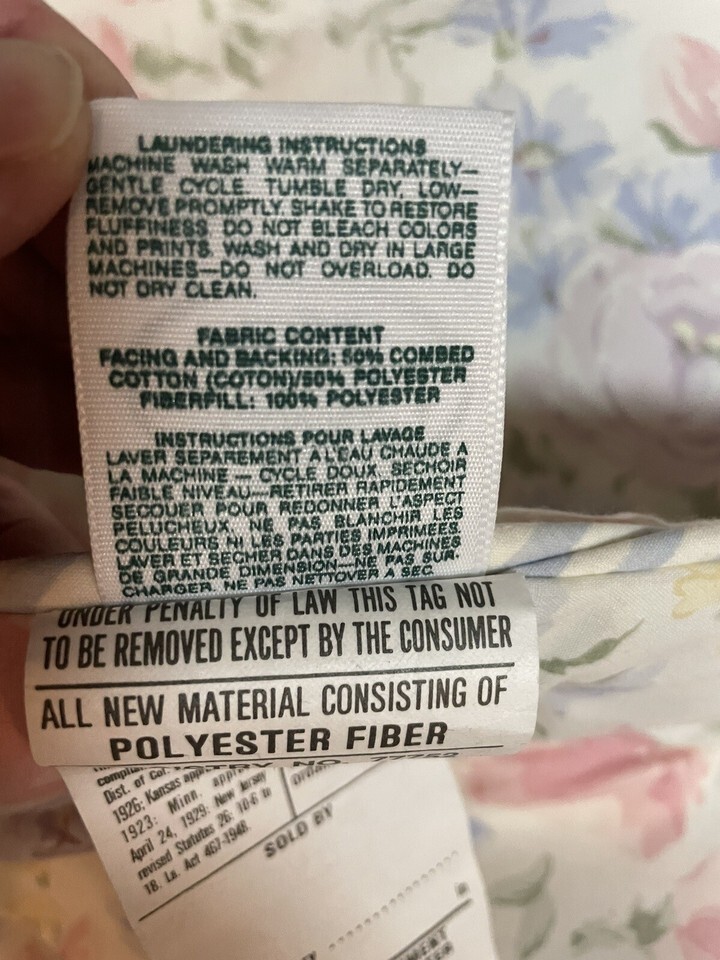 LAUNDERING INSTRUCTIONS
MACHINE WASH WARM SEPARATELY—
GENTLE CYCLE. TUMBLE DRY, LOW—
REMOVE PROMPTLY. SHAKE TO RESTORE
FLUFFINESS. DO NOT BLEACH COLORS
AND PRINTS. WASH AND DRY IN LARGE
MACHINES—DO NOT OVERLOAD. DO
NOT DRY CLEAN.
FABRIC CONTENT
FACING AND BACKING: 50% COMBED
COTTON (COTON)/50% POLYESTER
FIBERFILL: 100% POLYESTER
INSTRUCTIONS POUR LAVAGE
LAVER SEPAREMENT A L'EAU CHAUDE A
LA MACHINE — CYCLE DOUX. SECHOIR
FAIBLE NIVEAU—RETIRER RAPIDEMENT
SECOUER POUR REDONNER L'ASPECT
PELUCHEUX. NE PAS BLANCHIR LES
COULEURS NI LES PARTIES IMPRIMEES.
LAVER ET SECHER DANS DES MACHINES
DE GRANDE DIMENSION—NE PAS SUR-
CHARGER. NE PAS NETTOYER A SEC.
UNDER PENALTY OF LAW THIS TAG NOT
TO BE REMOVED EXCEPT BY THE CONSUMER
ALL NEW MATERIAL CONSISTING OF
POLYESTER FIBER
NO.
Dist. of Col.
1926; Kansas
1923; Minn.
April 24, 1929; New Jersey
revised Statutes 26: 10-6 to
18. La. Act 467-1948.
SOLD BY